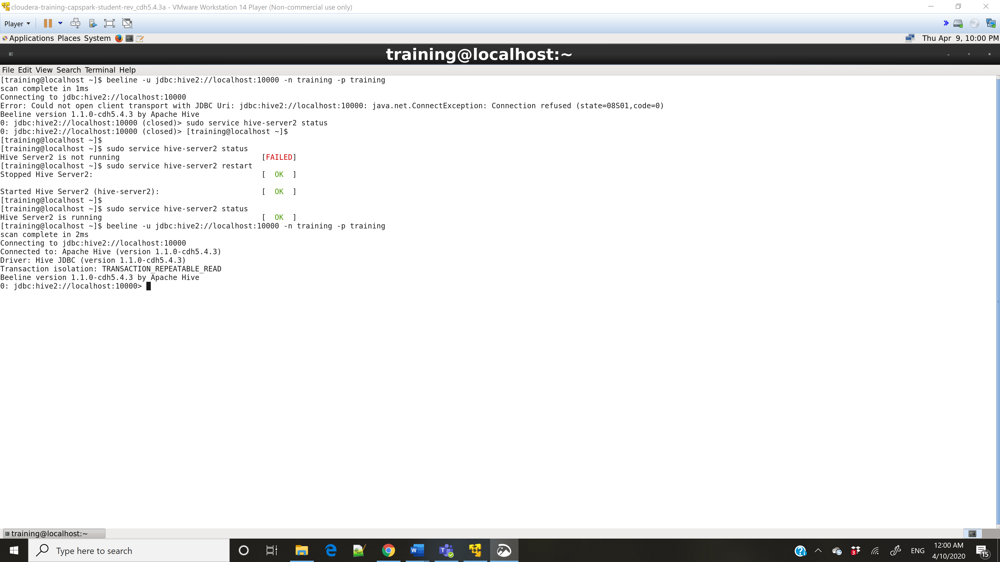 cloudera-training-capspark-student-rev_cdh5.4.3a - VMware Workstation 14 Player (Non-commercial use only)
Player
Applications Places System Thu Apr  9, 10:00 PM
training@localhost:~
File Edit View Search Terminal Help
[training@localhost ~]$ beeline -u jdbc:hive2://localhost:10000 -n training -p training
scan complete in 1ms
Connecting to jdbc:hive2://localhost:10000
Error: Could not open client transport with JDBC Uri: jdbc:hive2://localhost:10000: java.net.ConnectException: Connection refused (state=08S01,code=0)
Beeline version 1.1.0-cdh5.4.3 by Apache Hive
0: jdbc:hive2://localhost:10000 (closed)> sudo service hive-server2 status
0: jdbc:hive2://localhost:10000 (closed)> [training@localhost ~]$
[training@localhost ~]$
[training@localhost ~]$ sudo service hive-server2 status
Hive Server2 is not running [FAILED]
[training@localhost ~]$ sudo service hive-server2 restart
Stopped Hive Server2: [  OK  ]
Started Hive Server2 (hive-server2): [  OK  ]
[training@localhost ~]$
[training@localhost ~]$ sudo service hive-server2 status
Hive Server2 is running [  OK  ]
[training@localhost ~]$ beeline -u jdbc:hive2://localhost:10000 -n training -p training
scan complete in 2ms
Connecting to jdbc:hive2://localhost:10000
Connected to: Apache Hive (version 1.1.0-cdh5.4.3)
Driver: Hive JDBC (version 1.1.0-cdh5.4.3)
Transaction isolation: TRANSACTION_REPEATABLE_READ
Beeline version 1.1.0-cdh5.4.3 by Apache Hive
0: jdbc:hive2://localhost:10000>
training@localhost:~
Type here to search
W
T
3
ENG
12:00 AM
4/10/2020
15